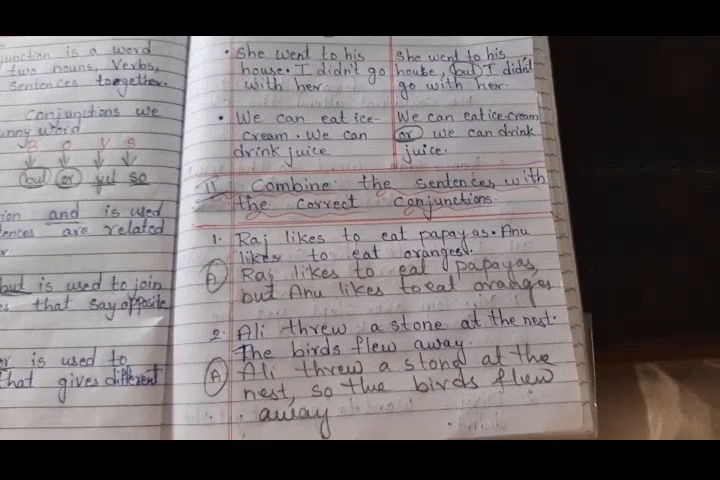 unction is a word
two nouns, Verbs,
sentences together.
Conjunctions we
unny word
B O Y S
but or yet so
ion and is used
ences are related
r.
but is used to join
s that say opposite
or is used to
that gives different
• She went to his
house. I didn't go
with her.
• We can eat ice-
cream. We can
drink juice
she went to his
house, but I didn't
go with her.
We can eat ice-cream
or we can drink
juice.
II Combine the sentences with
the correct conjunctions.
1. Raj likes to eat papayas. Anu
likes to eat oranges.
A Raj likes to eat papayas,
but Anu likes to eat oranges
2. Ali threw a stone at the nest.
The birds flew away.
A Ali threw a stone at the
nest, so the birds flew
away